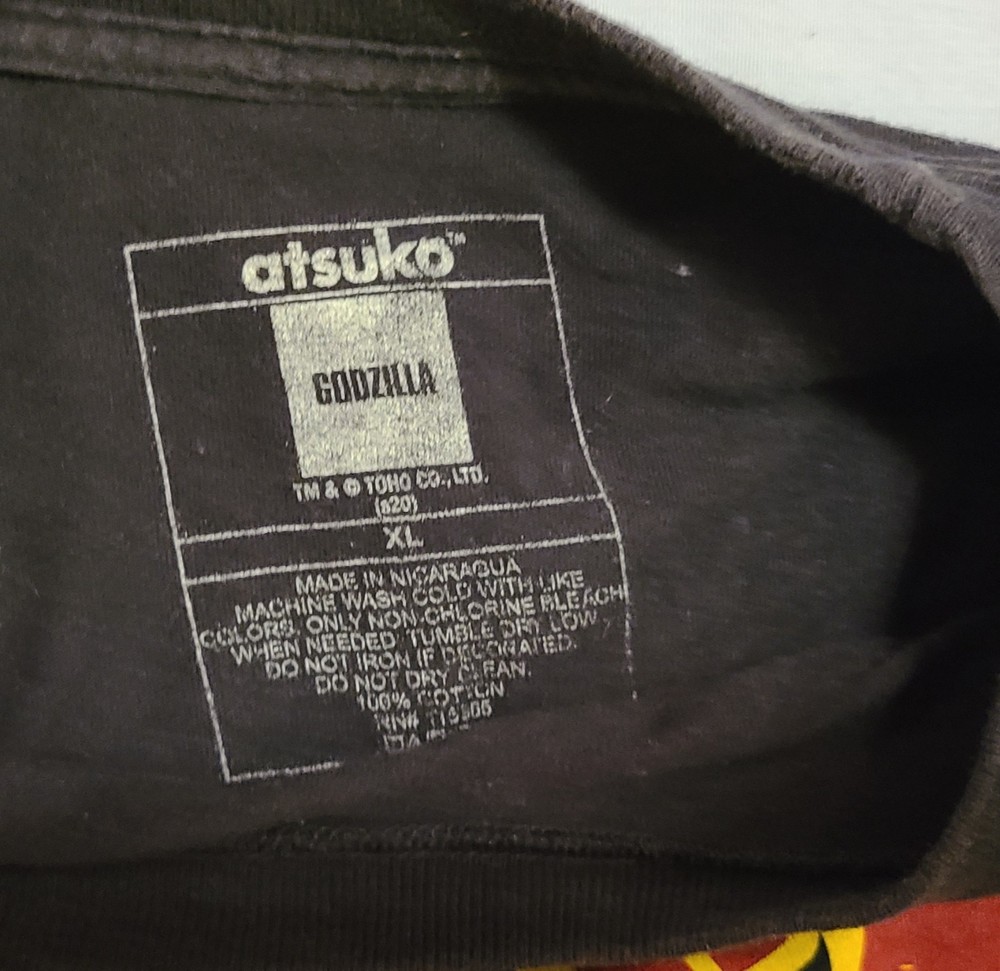 atsuko™
GODZILLA
TM & © TOHO CO., LTD.
(s20)
XL
MADE IN NICARAGUA
MACHINE WASH COLD WITH LIKE
COLORS. ONLY NON-CHLORINE BLEACH
WHEN NEEDED. TUMBLE DRY LOW.
DO NOT IRON IF DECORATED.
DO NOT DRY CLEAN.
100% COTTON
RN#